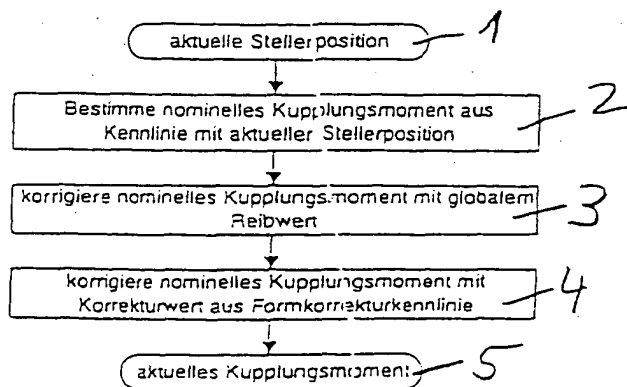 aktuelle Stellerposition
1
Bestimme nominelles Kupplungsmoment aus
Kennlinie mit aktueller Stellerposition
2
korrigiere nominelles Kupplungsmoment mit globalem
Reibwert
3
korrigiere nominelles Kupplungsmoment mit
Korrekturwert aus Formkorrekturkennlinie
4
aktuelles Kupplungsmoment
5